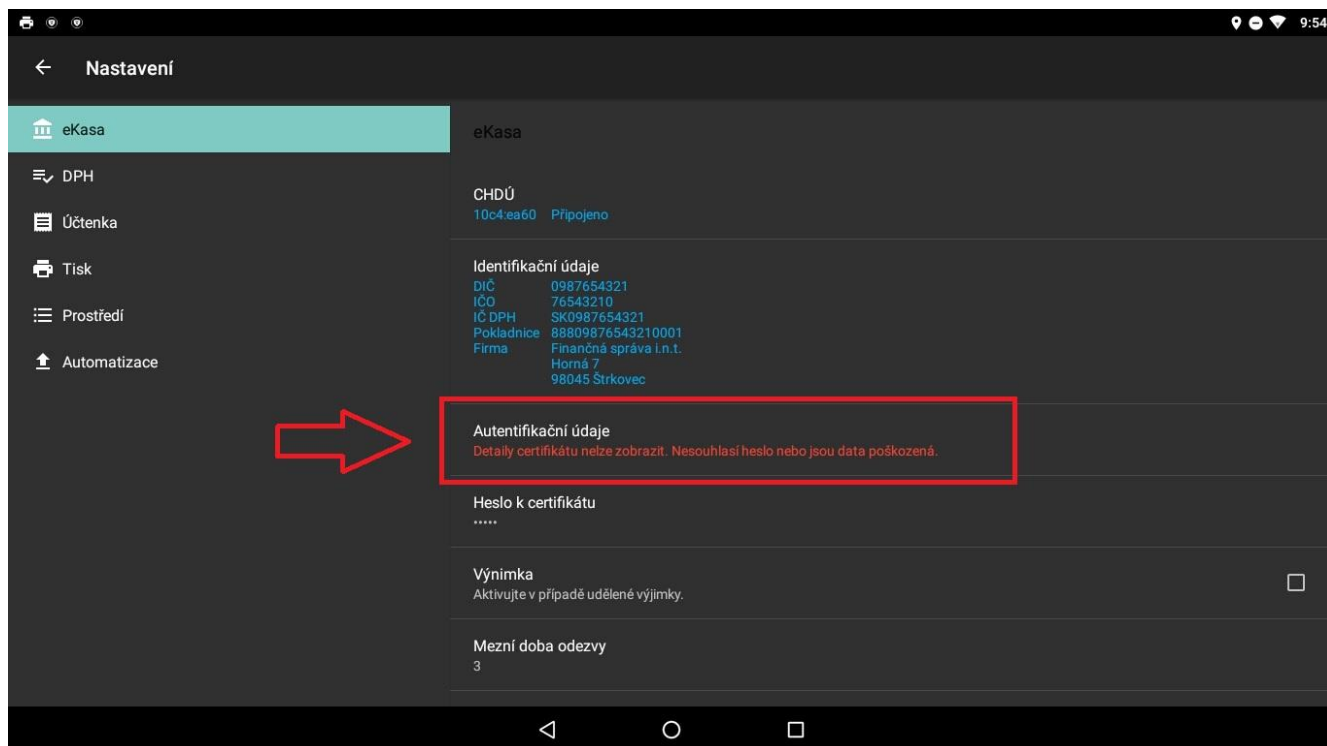 9:54
Nastavení
eKasa
DPH
Účtenka
Tisk
Prostředí
Automatizace
eKasa
CHDÚ
10c4:ea60 Připojeno
Identifikační údaje
DIČ 0987654321
IČO 76543210
IČ DPH SK0987654321
Pokladnice 88809876543210001
Firma Finančná správa i.n.t.
Horná 7
98045 Štrkovec
Autentifikační údaje
Detaily certifikátu nelze zobrazit. Nesouhlasí heslo nebo jsou data poškozená.
Heslo k certifikátu
•••••
Výnimka
Aktivujte v případě udělené výjimky.
Mezní doba odezvy
3